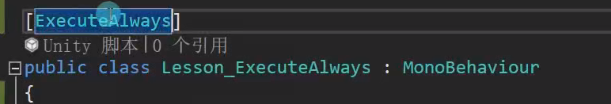 [ExecuteAlways]
Unity 脚本|0 个引用
public class Lesson_ExecuteAlways : MonoBehaviour
{